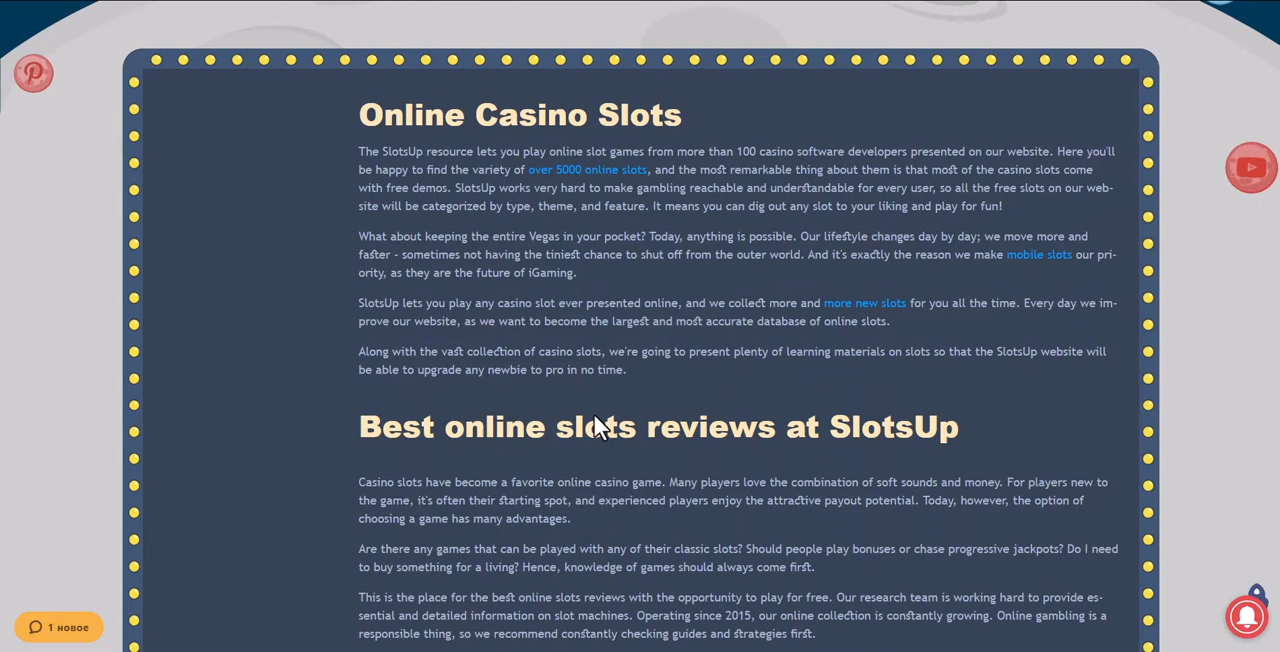 Online Casino Slots
The SlotsUp resource lets you play online slot games from more than 100 casino software developers presented on our website. Here you'll
be happy to find the variety of over 5000 online slots, and the most remarkable thing about them is that most of the casino slots come
with free demos. SlotsUp works very hard to make gambling reachable and understandable for every user, so all the free slots on our web-
site will be categorized by type, theme, and feature. It means you can dig out any slot to your liking and play for fun!
What about keeping the entire Vegas in your pocket? Today, anything is possible. Our lifestyle changes day by day; we move more and
faster - sometimes not having the tiniest chance to shut off from the outer world. And it's exactly the reason we make mobile slots our pri-
ority, as they are the future of iGaming.
SlotsUp lets you play any casino slot ever presented online, and we collect more and more new slots for you all the time. Every day we im-
prove our website, as we want to become the largest and most accurate database of online slots.
Along with the vast collection of casino slots, we're going to present plenty of learning materials on slots so that the SlotsUp website will
be able to upgrade any newbie to pro in no time.
Best online slots reviews at SlotsUp
Casino slots have become a favorite online casino game. Many players love the combination of soft sounds and money. For players new to
the game, it's often their starting spot, and experienced players enjoy the attractive payout potential. Today, however, the option of
choosing a game has many advantages.
Are there any games that can be played with any of their classic slots? Should people play bonuses or chase progressive jackpots? Do I need
to buy something for a living? Hence, knowledge of games should always come first.
This is the place for the best online slots reviews with the opportunity to play for free. Our research team is working hard to provide es-
sential and detailed information on slot machines. Operating since 2015, our online collection is constantly growing. Online gambling is a
responsible thing, so we recommend constantly checking guides and strategies first.
1 новое